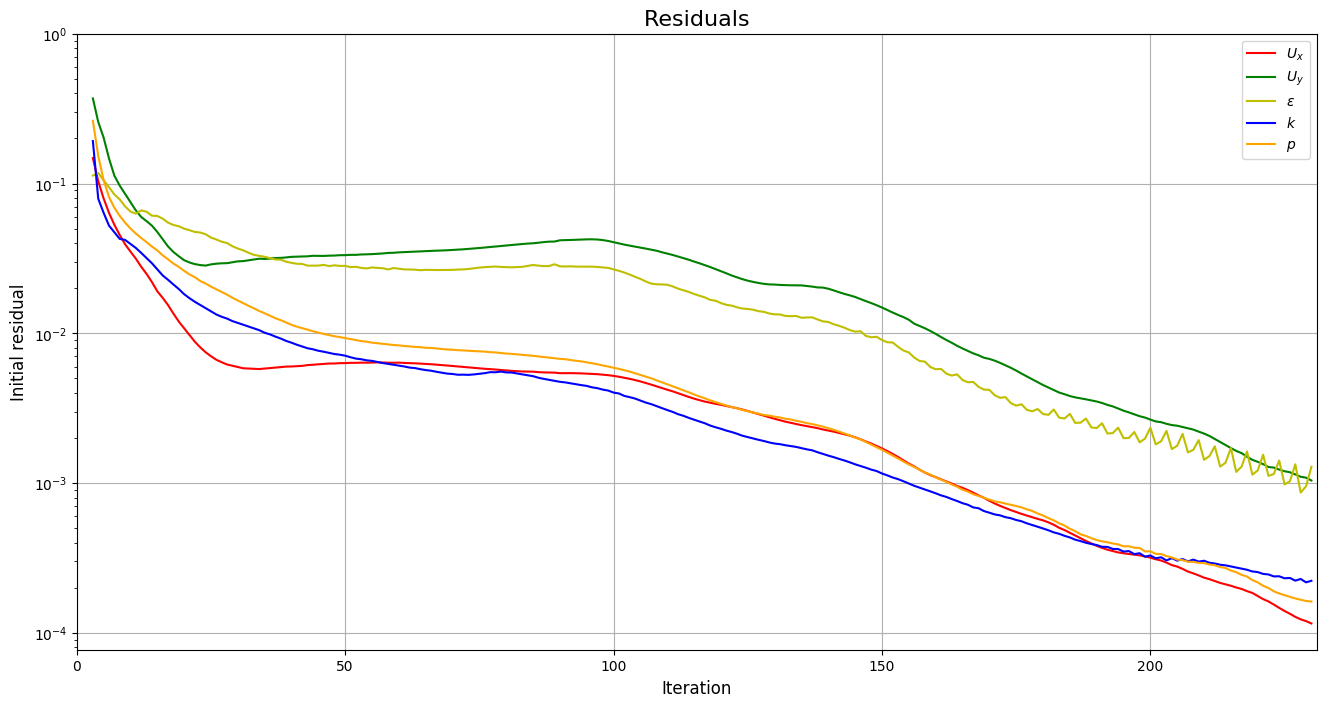 Residuals
Initial residual
10⁰
10⁻¹
10⁻²
10⁻³
10⁻⁴
0
50
100
150
200
Iteration
Uₓ
U_y
ε
k
p